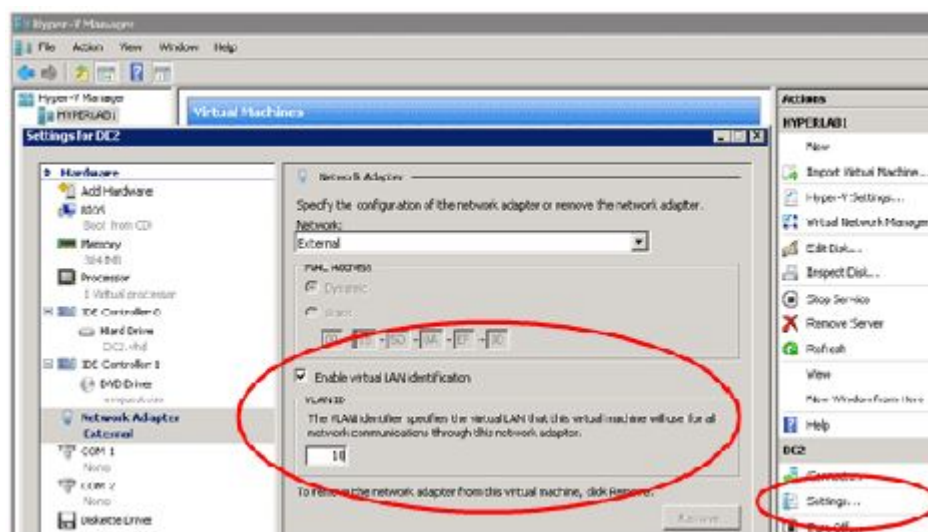 Hyper-V Manager
File Action View Window Help
Hyper-V Manager
HYPERLAB1
Virtual Machines
Settings for DC2
Hardware
Add Hardware
BIOS
Boot from CD
Memory
384 MB
Processor
1 Virtual processor
IDE Controller 0
Hard Drive
DC2.vhd
IDE Controller 1
DVD Drive
Network Adapter
External
COM 1
None
COM 2
None
Diskette Drive
Network Adapter
Specify the configuration of the network adapter or remove the network adapter.
Network:
External
MAC Address
Dynamic
Static
Enable virtual LAN identification
VLAN ID
The VLAN identifier specifies the virtual LAN that this virtual machine will use for all
network communications through this network adapter.
10
To remove the network adapter from this virtual machine, click Remove.
Remove
Actions
HYPERLAB1
New
Import Virtual Machine...
Hyper-V Settings...
Virtual Network Manager
Edit Disk...
Inspect Disk...
Stop Service
Remove Server
Refresh
View
New Window from Here
Help
DC2
Connect...
Settings...
Turn Off...